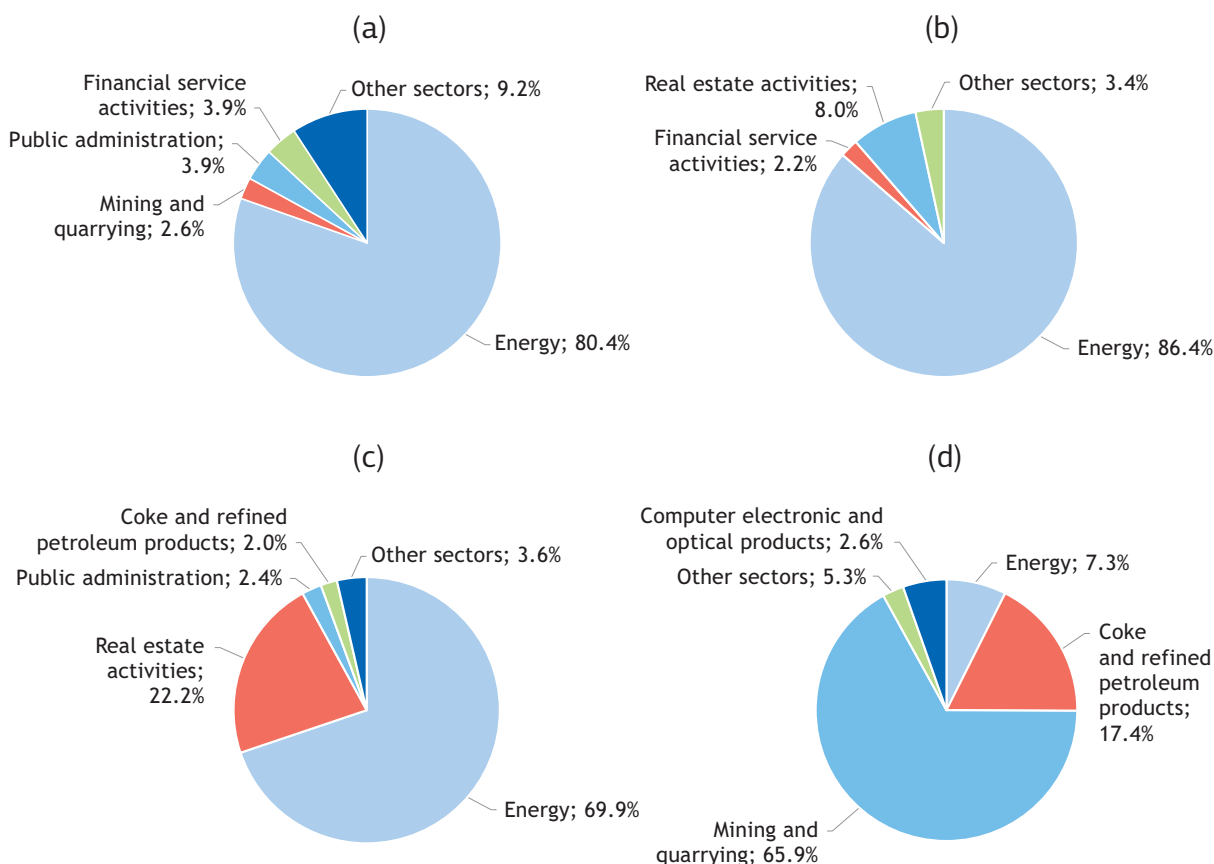 (a)
Financial service
activities; 3.9%
Other sectors; 9.2%
Public administration;
3.9%
Mining and
quarrying; 2.6%
Energy; 80.4%
(b)
Real estate activities;
8.0%
Other sectors; 3.4%
Financial service
activities; 2.2%
Energy; 86.4%
(c)
Coke and refined
petroleum products; 2.0%
Other sectors; 3.6%
Public administration; 2.4%
Real estate
activities;
22.2%
Energy; 69.9%
(d)
Computer electronic and
optical products; 2.6%
Other sectors; 5.3%
Energy; 7.3%
Coke
and refined
petroleum
products;
17.4%
Mining and
quarrying; 65.9%